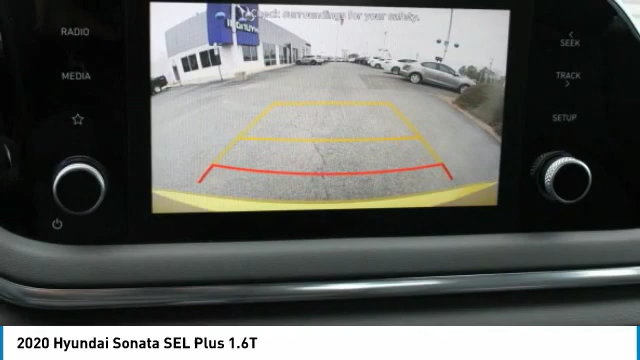 Check surroundings for your safety.
RADIO
MEDIA
SEEK
TRACK
SETUP
2020 Hyundai Sonata SEL Plus 1.6T